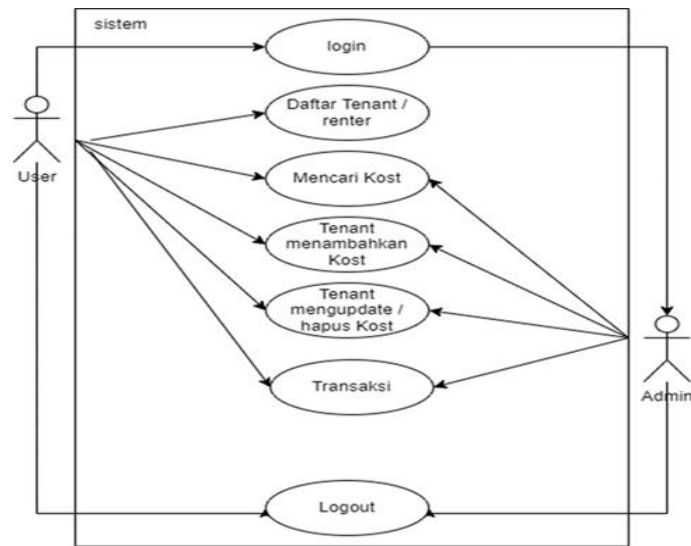 sistem
login
Daftar Tenant /
renter
User
Mencari Kost
Tenant
menambahkan
Kost
Tenant
mengupdate /
hapus Kost
Transaksi
Admin
Logout